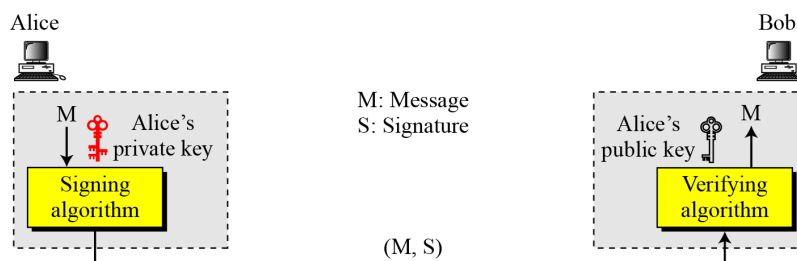 Alice
Bob
M
Alice's
private key
Signing
algorithm
M: Message
S: Signature
(M, S)
Alice's
public key
M
Verifying
algorithm